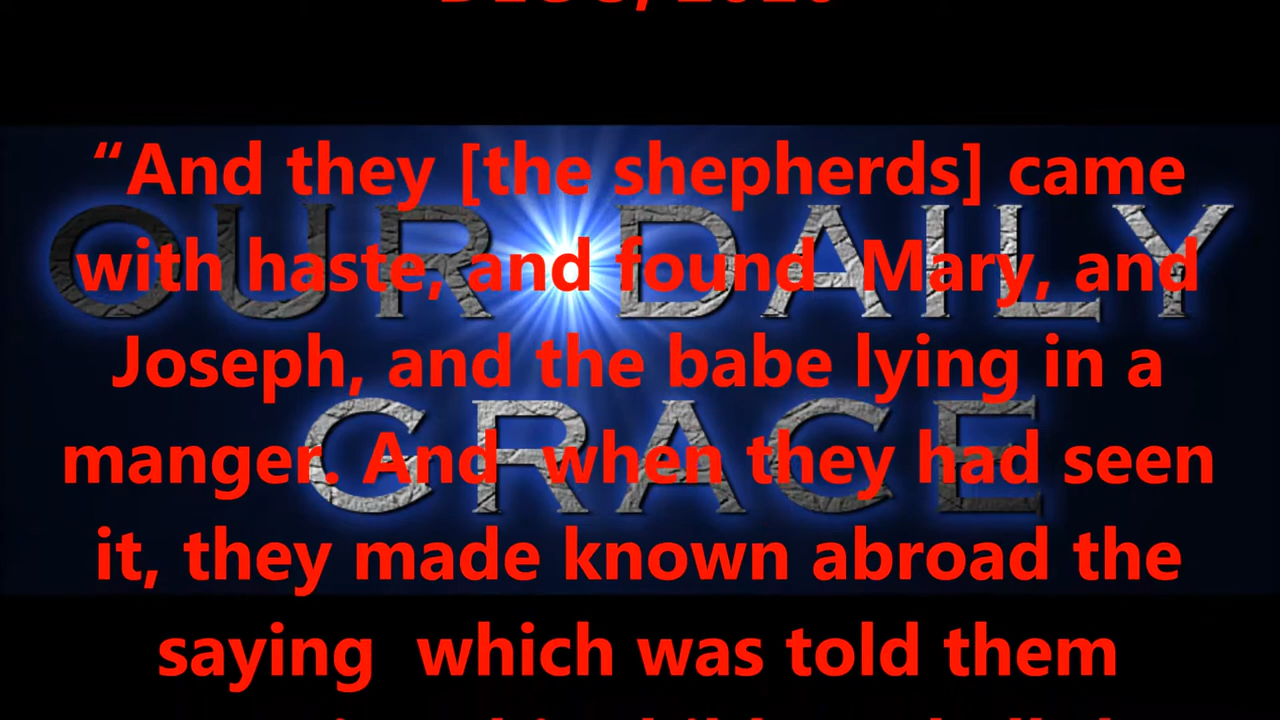 “And they [the shepherds] came
OUR DAILY
with haste, and found Mary, and
Joseph, and the babe lying in a
GRACE
manger. And when they had seen
it, they made known abroad the
saying which was told them